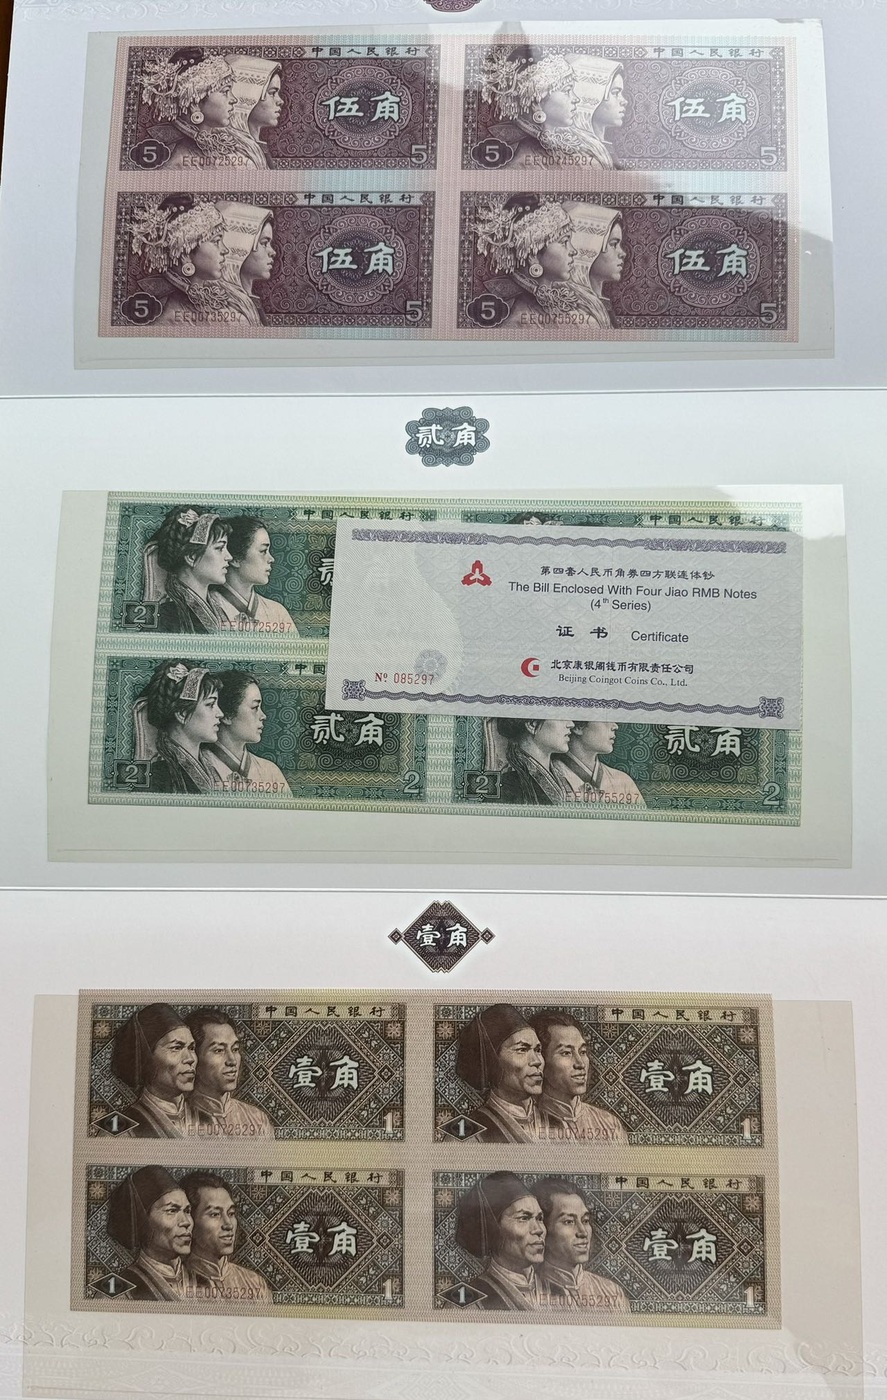 中国人民银行
伍角
5
EE00725297
5
中国人民银行
伍角
5
EE00745297
5
中国人民银行
伍角
5
EE00735297
5
中国人民银行
伍角
5
EE00755297
5
贰角
中国人民银行
贰
2
EE00725297
中国人民银行
第四套人民币角券四方联连体钞
The Bill Enclosed With Four Jiao RMB Notes
(4th Series)
证书 Certificate
北京康银阁钱币有限责任公司
Beijing Coingot Coins Co., Ltd.
Nº 085297
中国
贰角
2
EE00735297
2
贰角
2
EE00755297
2
壹角
中国人民银行
壹角
1
EE00725297
1
中国人民银行
壹角
1
EE00745297
1
中国人民银行
壹角
1
EE00735297
1
中国人民银行
壹角
1
EE00755297
1